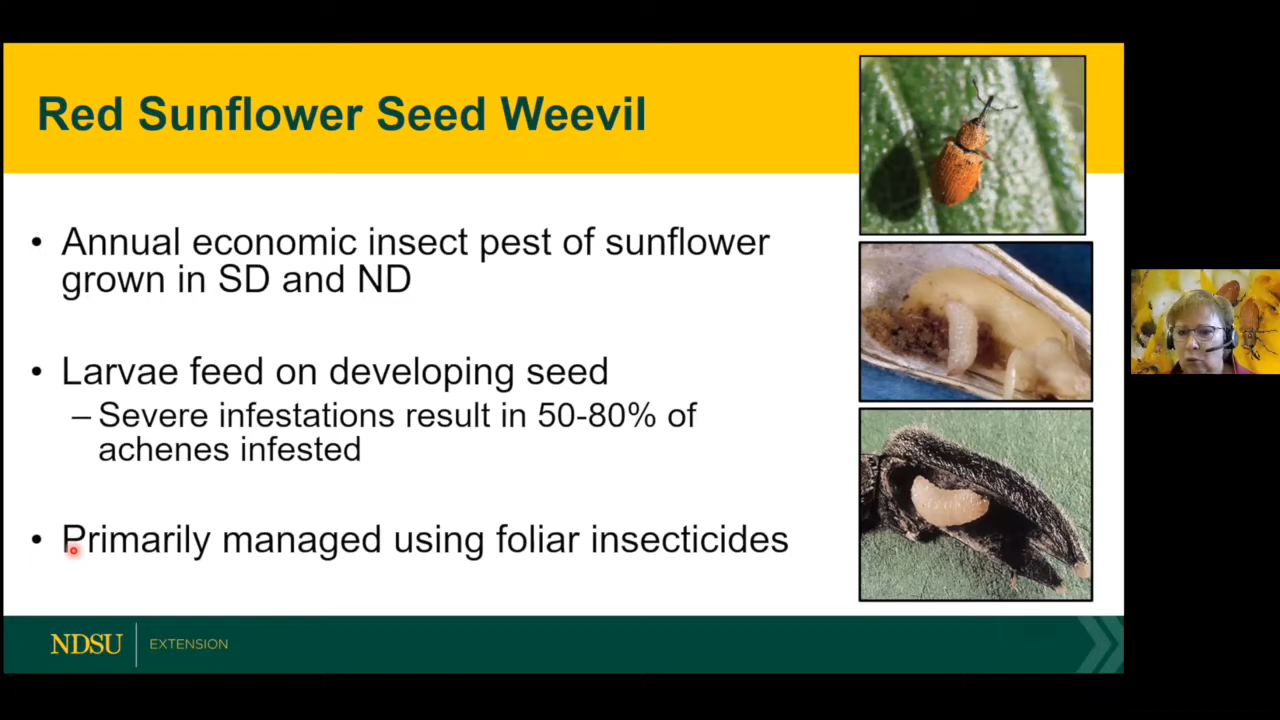 Red Sunflower Seed Weevil
• Annual economic insect pest of sunflower
grown in SD and ND
• Larvae feed on developing seed
– Severe infestations result in 50-80% of
achenes infested
• Primarily managed using foliar insecticides
NDSU EXTENSION